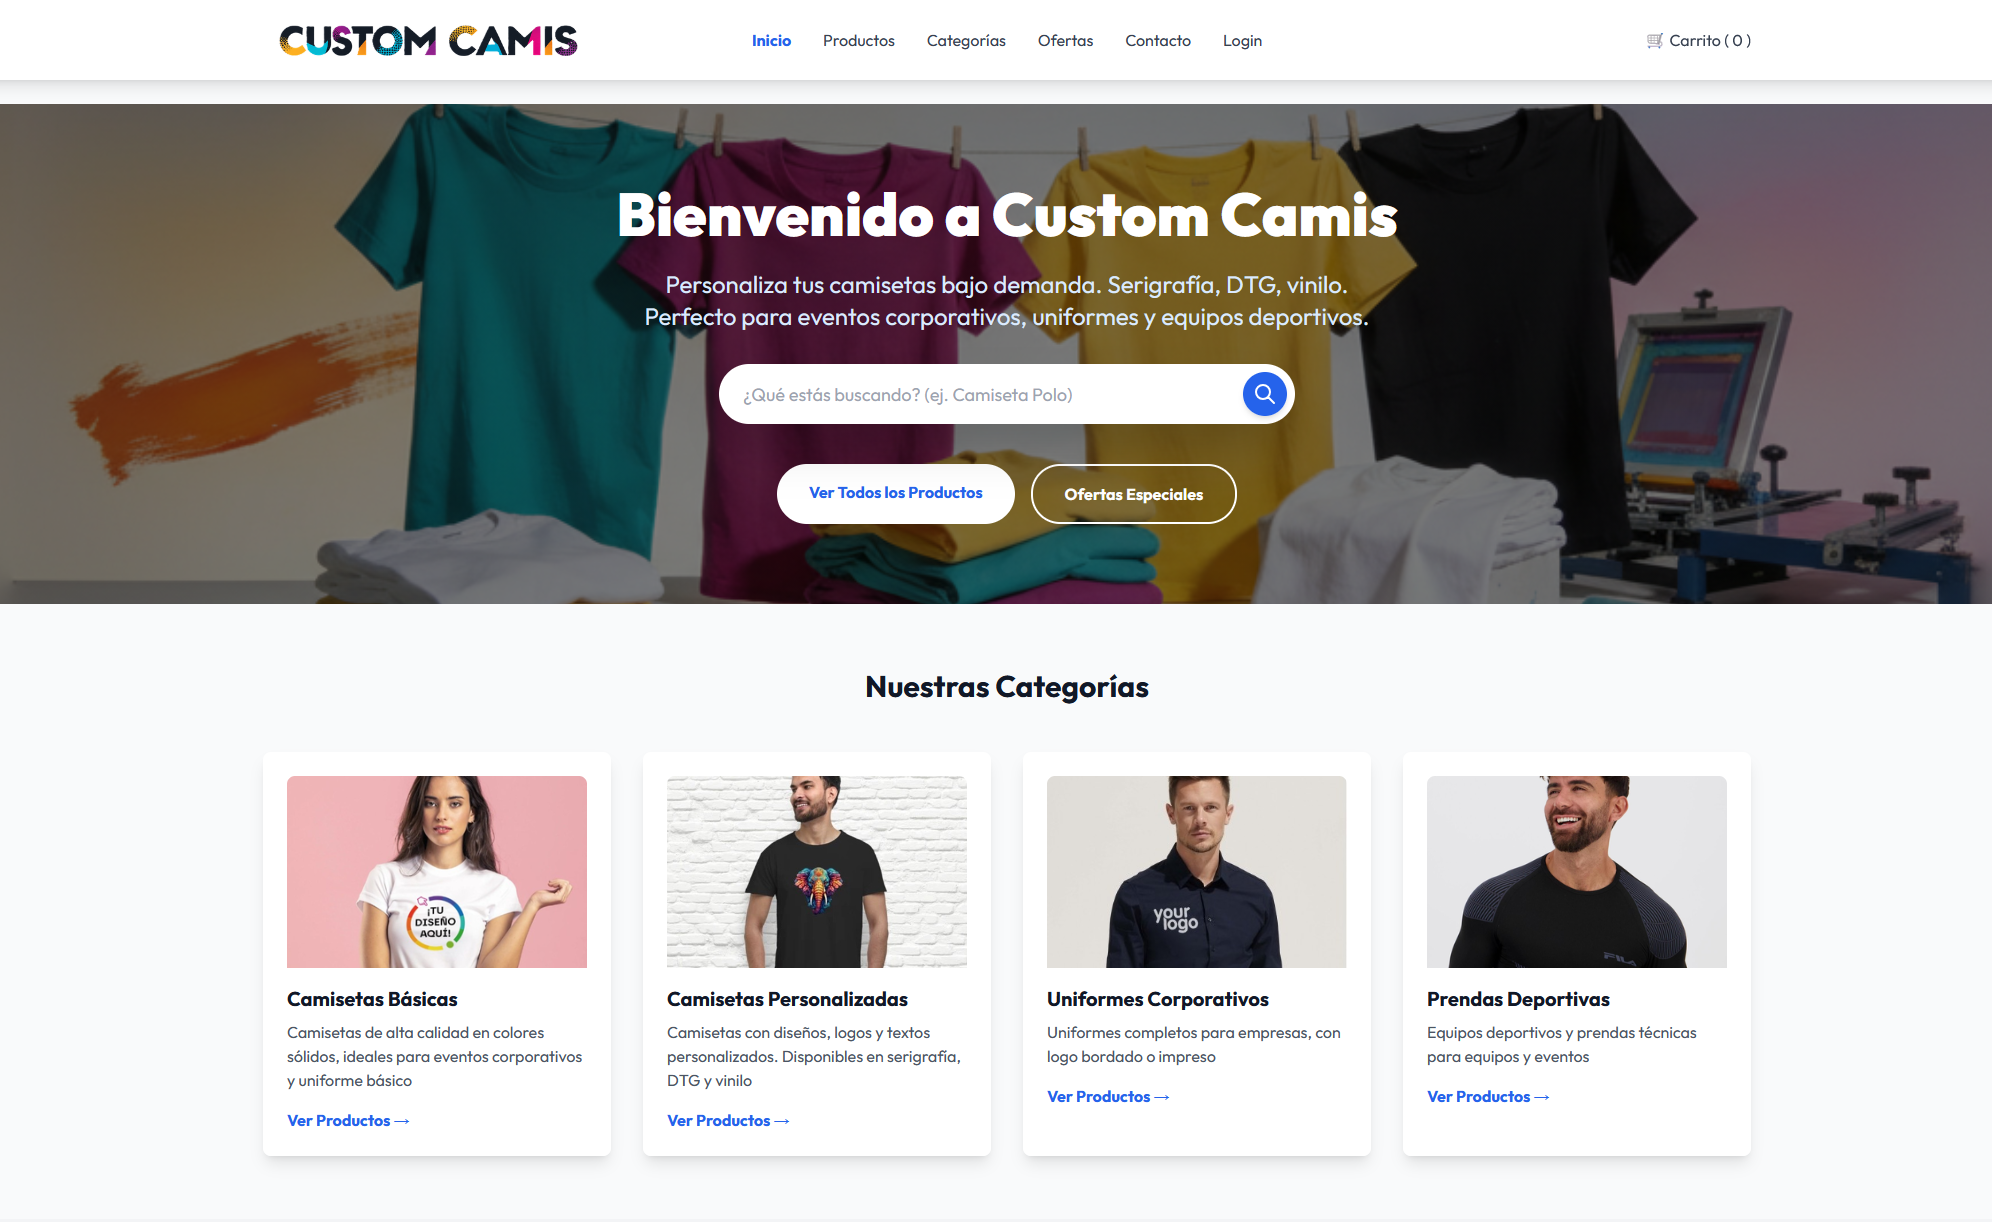 CUSTOM CAMIS
Inicio Productos Categorías Ofertas Contacto Login
Carrito ( 0 )
Bienvenido a Custom Camis
Personaliza tus camisetas bajo demanda. Serigrafía, DTG, vinilo.
Perfecto para eventos corporativos, uniformes y equipos deportivos.
¿Qué estás buscando? (ej. Camiseta Polo)
Ver Todos los Productos
Ofertas Especiales
Nuestras Categorías
¡TU
DISEÑO
AQUÍ!
Camisetas Básicas
Camisetas de alta calidad en colores
sólidos, ideales para eventos corporativos
y uniforme básico
Ver Productos →
Camisetas Personalizadas
Camisetas con diseños, logos y textos
personalizados. Disponibles en serigrafía,
DTG y vinilo
Ver Productos →
your
logo
Uniformes Corporativos
Uniformes completos para empresas, con
logo bordado o impreso
Ver Productos →
FILA
Prendas Deportivas
Equipos deportivos y prendas técnicas
para equipos y eventos
Ver Productos →